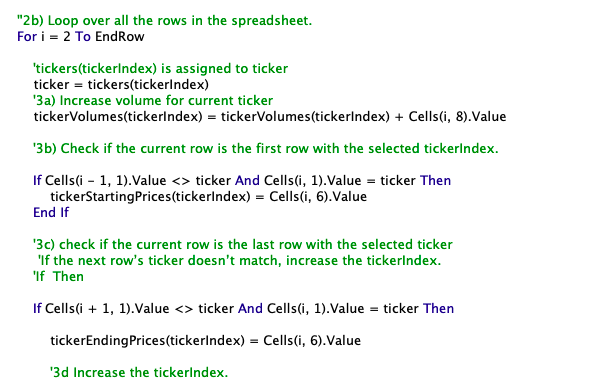 "2b) Loop over all the rows in the spreadsheet.
For i = 2 To EndRow
'tickers(tickerIndex) is assigned to ticker
ticker = tickers(tickerIndex)
'3a) Increase volume for current ticker
tickerVolumes(tickerIndex) = tickerVolumes(tickerIndex) + Cells(i, 8).Value
'3b) Check if the current row is the first row with the selected tickerIndex.
If Cells(i - 1, 1).Value <> ticker And Cells(i, 1).Value = ticker Then
tickerStartingPrices(tickerIndex) = Cells(i, 6).Value
End If
'3c) check if the current row is the last row with the selected ticker
'If the next row's ticker doesn't match, increase the tickerIndex.
'If  Then
If Cells(i + 1, 1).Value <> ticker And Cells(i, 1).Value = ticker Then
tickerEndingPrices(tickerIndex) = Cells(i, 6).Value
'3d Increase the tickerIndex.